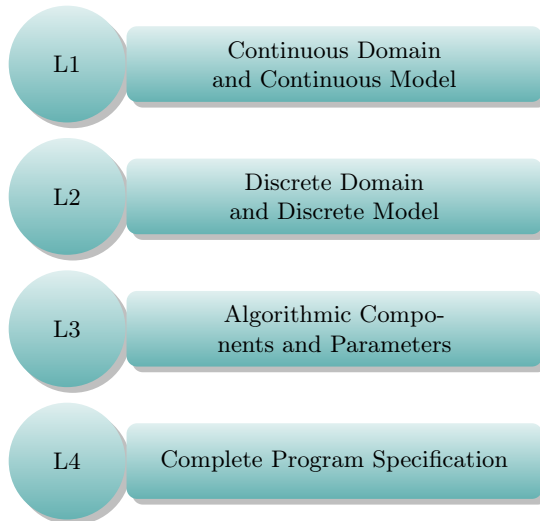 L1
Continuous Domain
and Continuous Model
L2
Discrete Domain
and Discrete Model
L3
Algorithmic Compo-
nents and Parameters
L4
Complete Program Specification